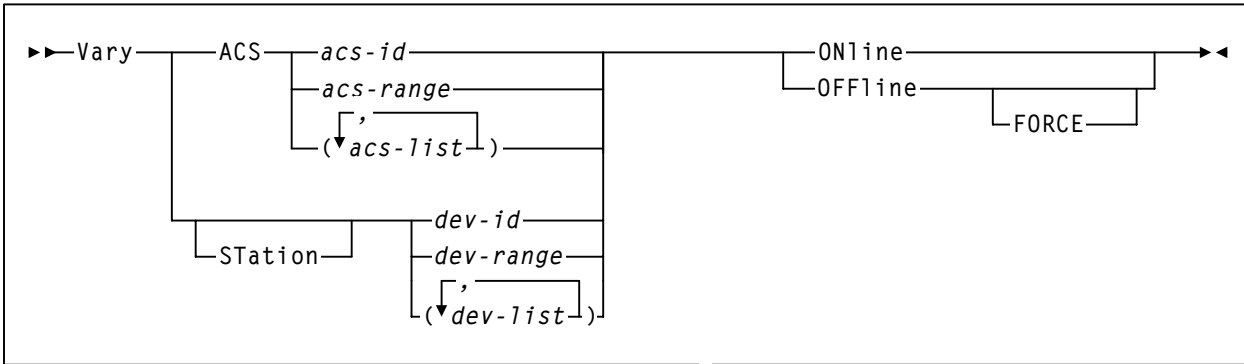 Vary ACS acs-id ONline
acs-range OFFline
, FORCE
( acs-list )
dev-id
STation dev-range
,
( dev-list )